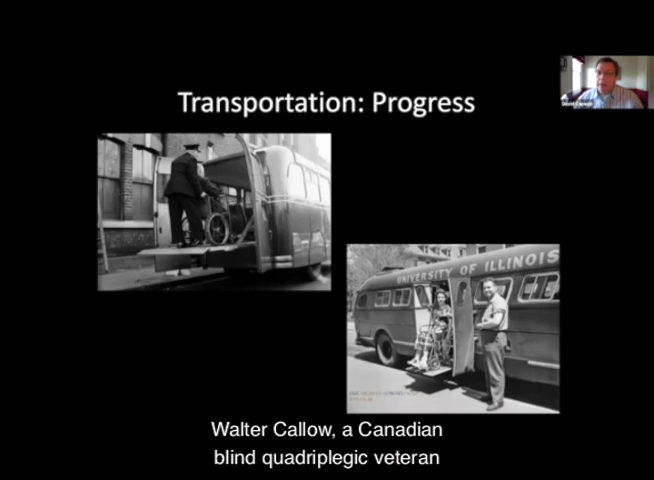 Transportation: Progress
UNIVERSITY OF ILLINOIS
Walter Callow, a Canadian
blind quadriplegic veteran